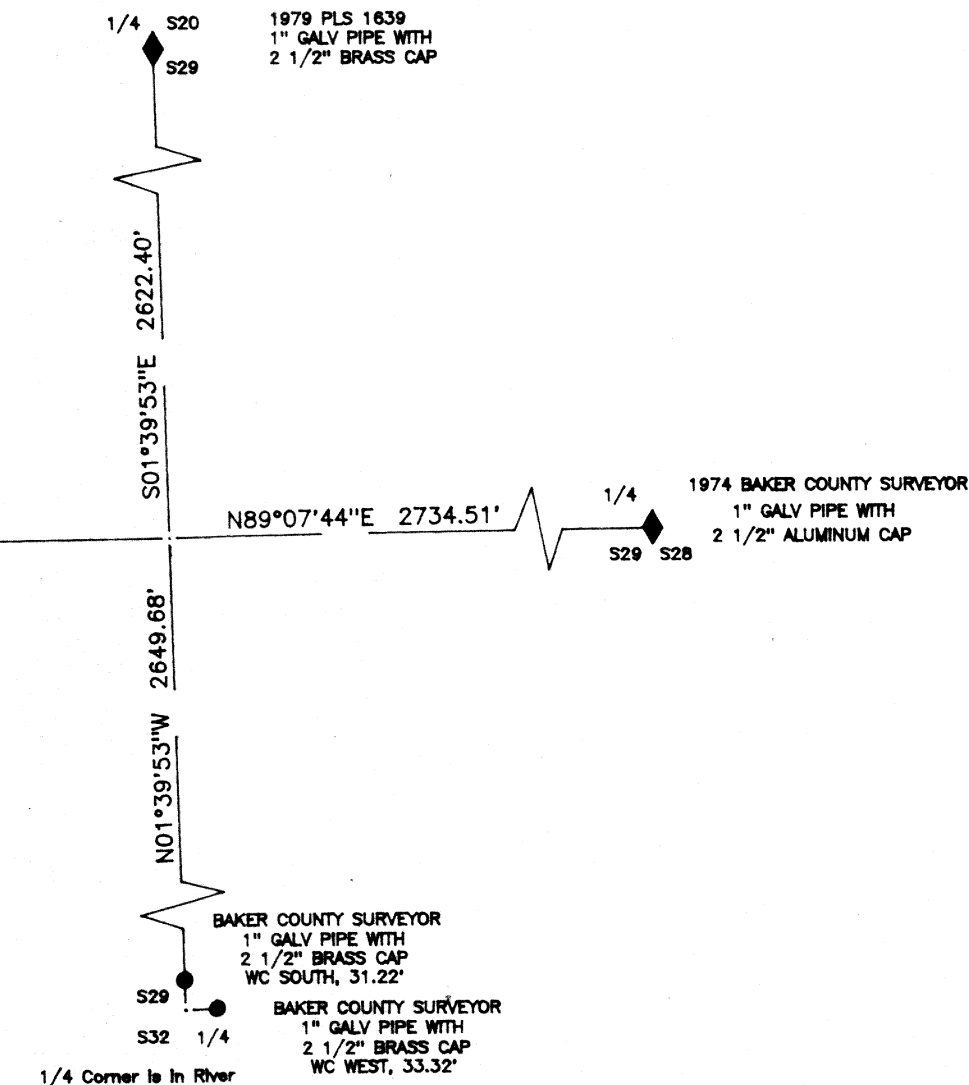 1/4 S20
S29
1979 PLS 1639
1" GALV PIPE WITH
2 1/2" BRASS CAP
S01°39'53"E 2622.40'
N89°07'44"E 2734.51'
1/4
S29 S28
1974 BAKER COUNTY SURVEYOR
1" GALV PIPE WITH
2 1/2" ALUMINUM CAP
N01°39'53"W 2649.68'
BAKER COUNTY SURVEYOR
1" GALV PIPE WITH
2 1/2" BRASS CAP
WC SOUTH, 31.22'
S29
S32 1/4
BAKER COUNTY SURVEYOR
1" GALV PIPE WITH
2 1/2" BRASS CAP
WC WEST, 33.32'
1/4 Corner is in River